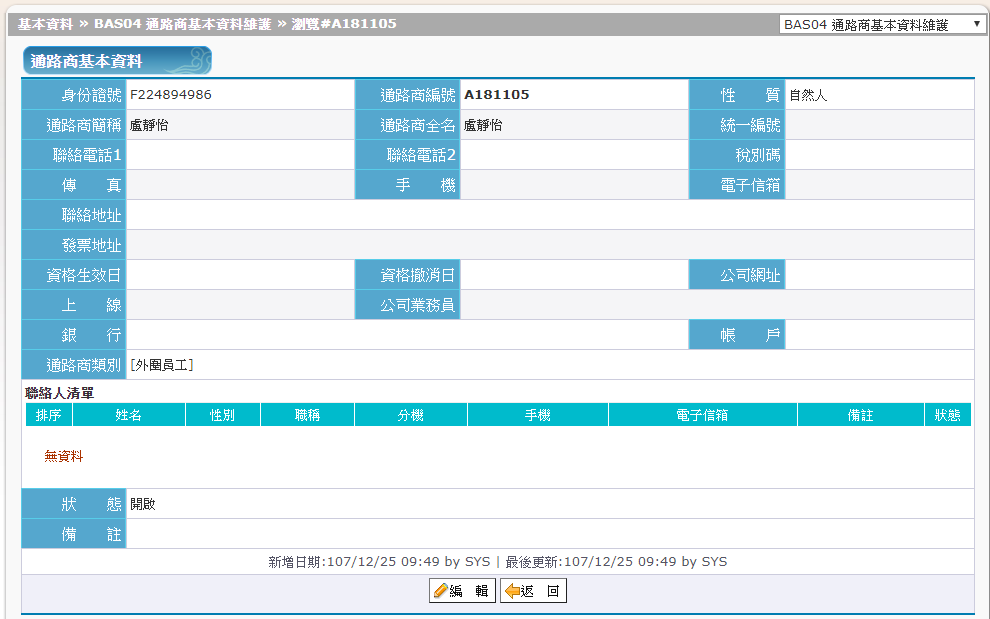 基本資料 » BAS04 通路商基本資料維護 » 瀏覽#A181105 BAS04 通路商基本資料維護
通路商基本資料
身份證號 F224894986 通路商編號 A181105 性 質 自然人
通路商簡稱 盧靜怡 通路商全名 盧靜怡 統一編號
聯絡電話1 聯絡電話2 稅別碼
傳 真 手 機 電子信箱
聯絡地址
發票地址
資格生效日 資格撤消日 公司網址
上 線 公司業務員
銀 行 帳 戶
通路商類別 [外圍員工]
聯絡人清單
排序 姓名 性別 職稱 分機 手機 電子信箱 備註 狀態
無資料
狀 態 開啟
備 註
新增日期:107/12/25 09:49 by SYS | 最後更新:107/12/25 09:49 by SYS
編 輯 返 回